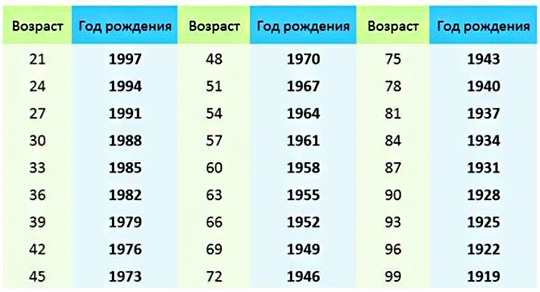 Возраст Год рождения Возраст Год рождения Возраст Год рождения
21 1997 48 1970 75 1943
24 1994 51 1967 78 1940
27 1991 54 1964 81 1937
30 1988 57 1961 84 1934
33 1985 60 1958 87 1931
36 1982 63 1955 90 1928
39 1979 66 1952 93 1925
42 1976 69 1949 96 1922
45 1973 72 1946 99 1919